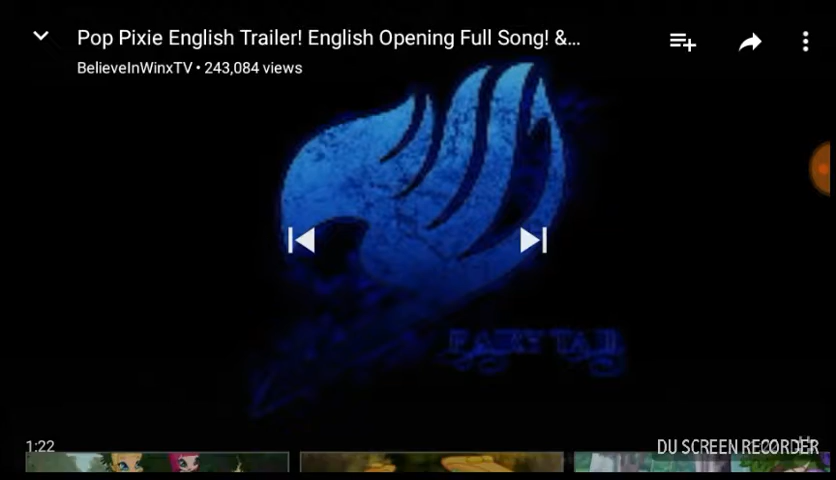 Pop Pixie English Trailer! English Opening Full Song! &...
BelieveInWinxTV • 243,084 views
FAIRY TAIL
1:22
DU SCREEN RECORDER